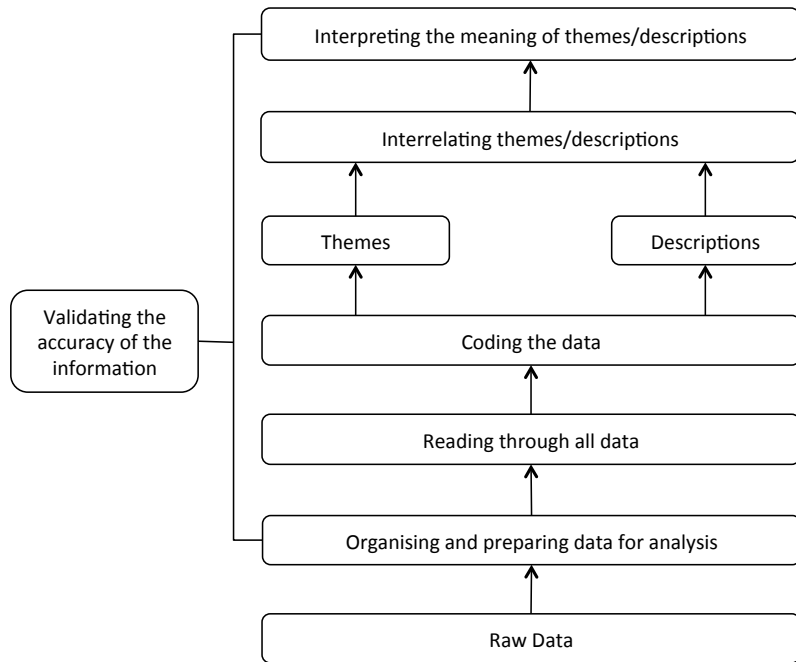 Interpreting the meaning of themes/descriptions
Interrelating themes/descriptions
Themes
Descriptions
Validating the
accuracy of the
information
Coding the data
Reading through all data
Organising and preparing data for analysis
Raw Data